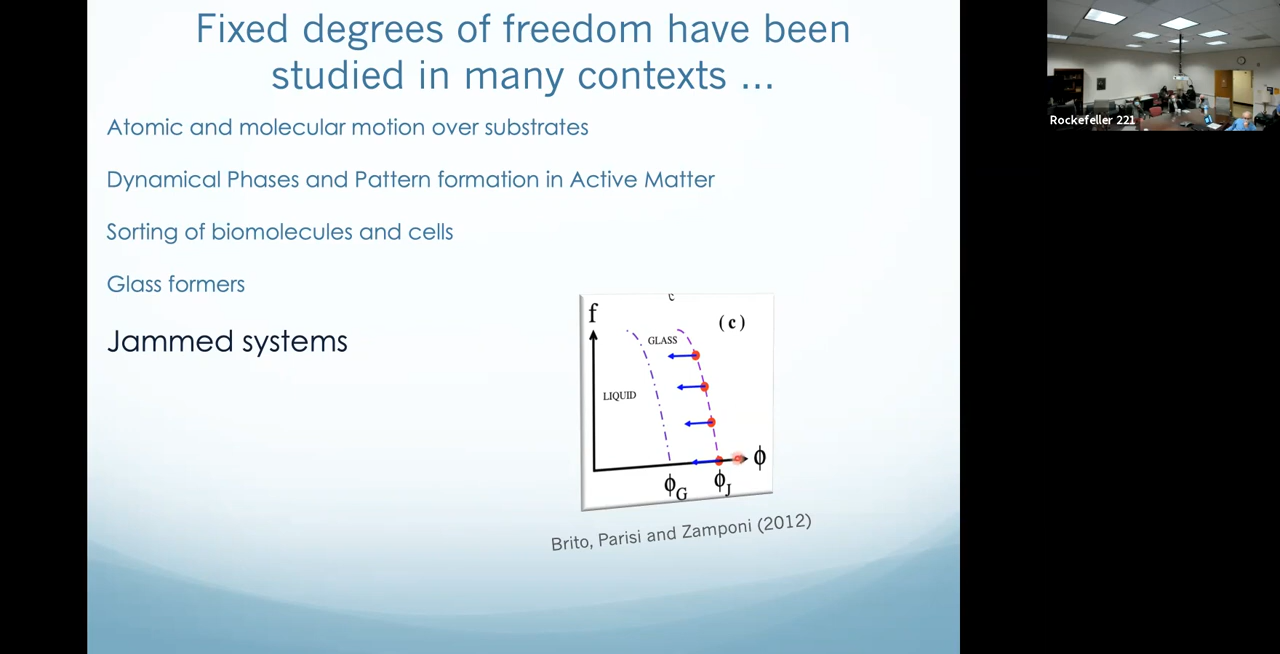 Fixed degrees of freedom have been
studied in many contexts ...
Atomic and molecular motion over substrates
Dynamical Phases and Pattern formation in Active Matter
Sorting of biomolecules and cells
Glass formers
Jammed systems
c
f
(c)
GLASS
LIQUID
ϕ
ϕG
ϕJ
Brito, Parisi and Zamponi (2012)
Rockefeller 221